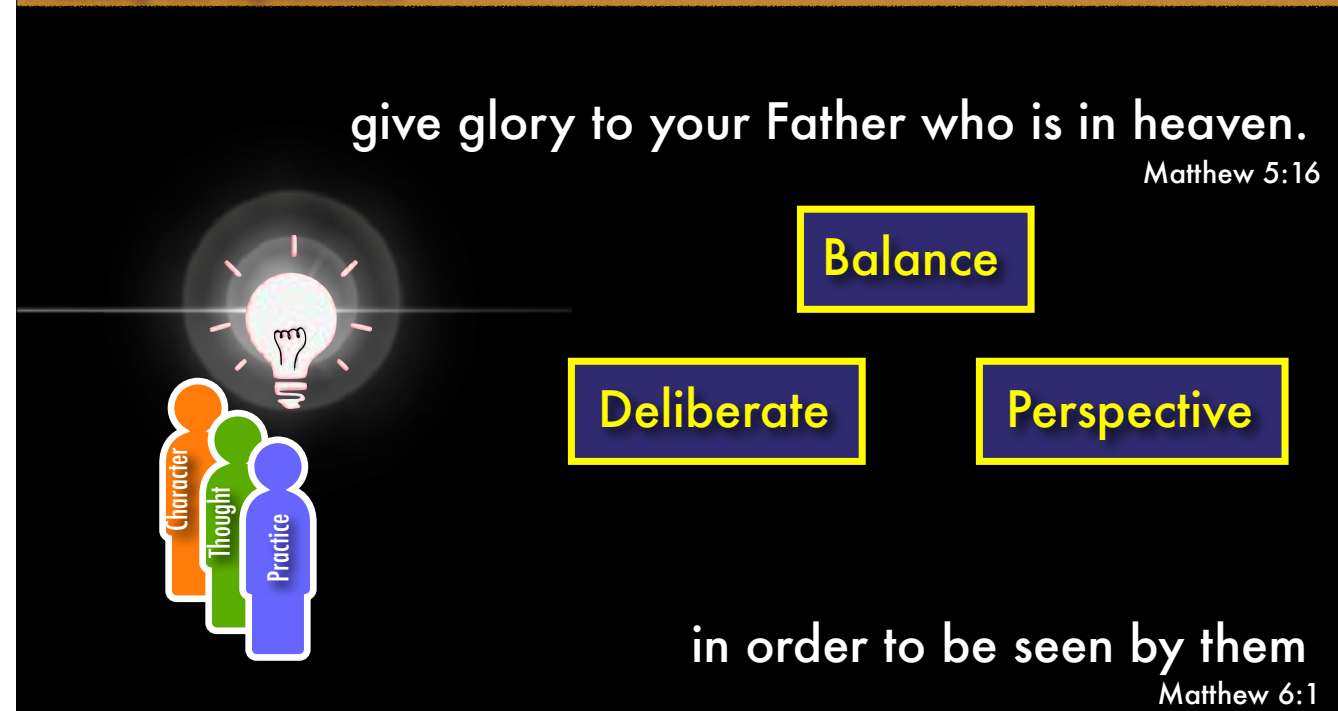 give glory to your Father who is in heaven.
Matthew 5:16
Balance
Deliberate
Perspective
Character
Thought
Practice
in order to be seen by them
Matthew 6:1